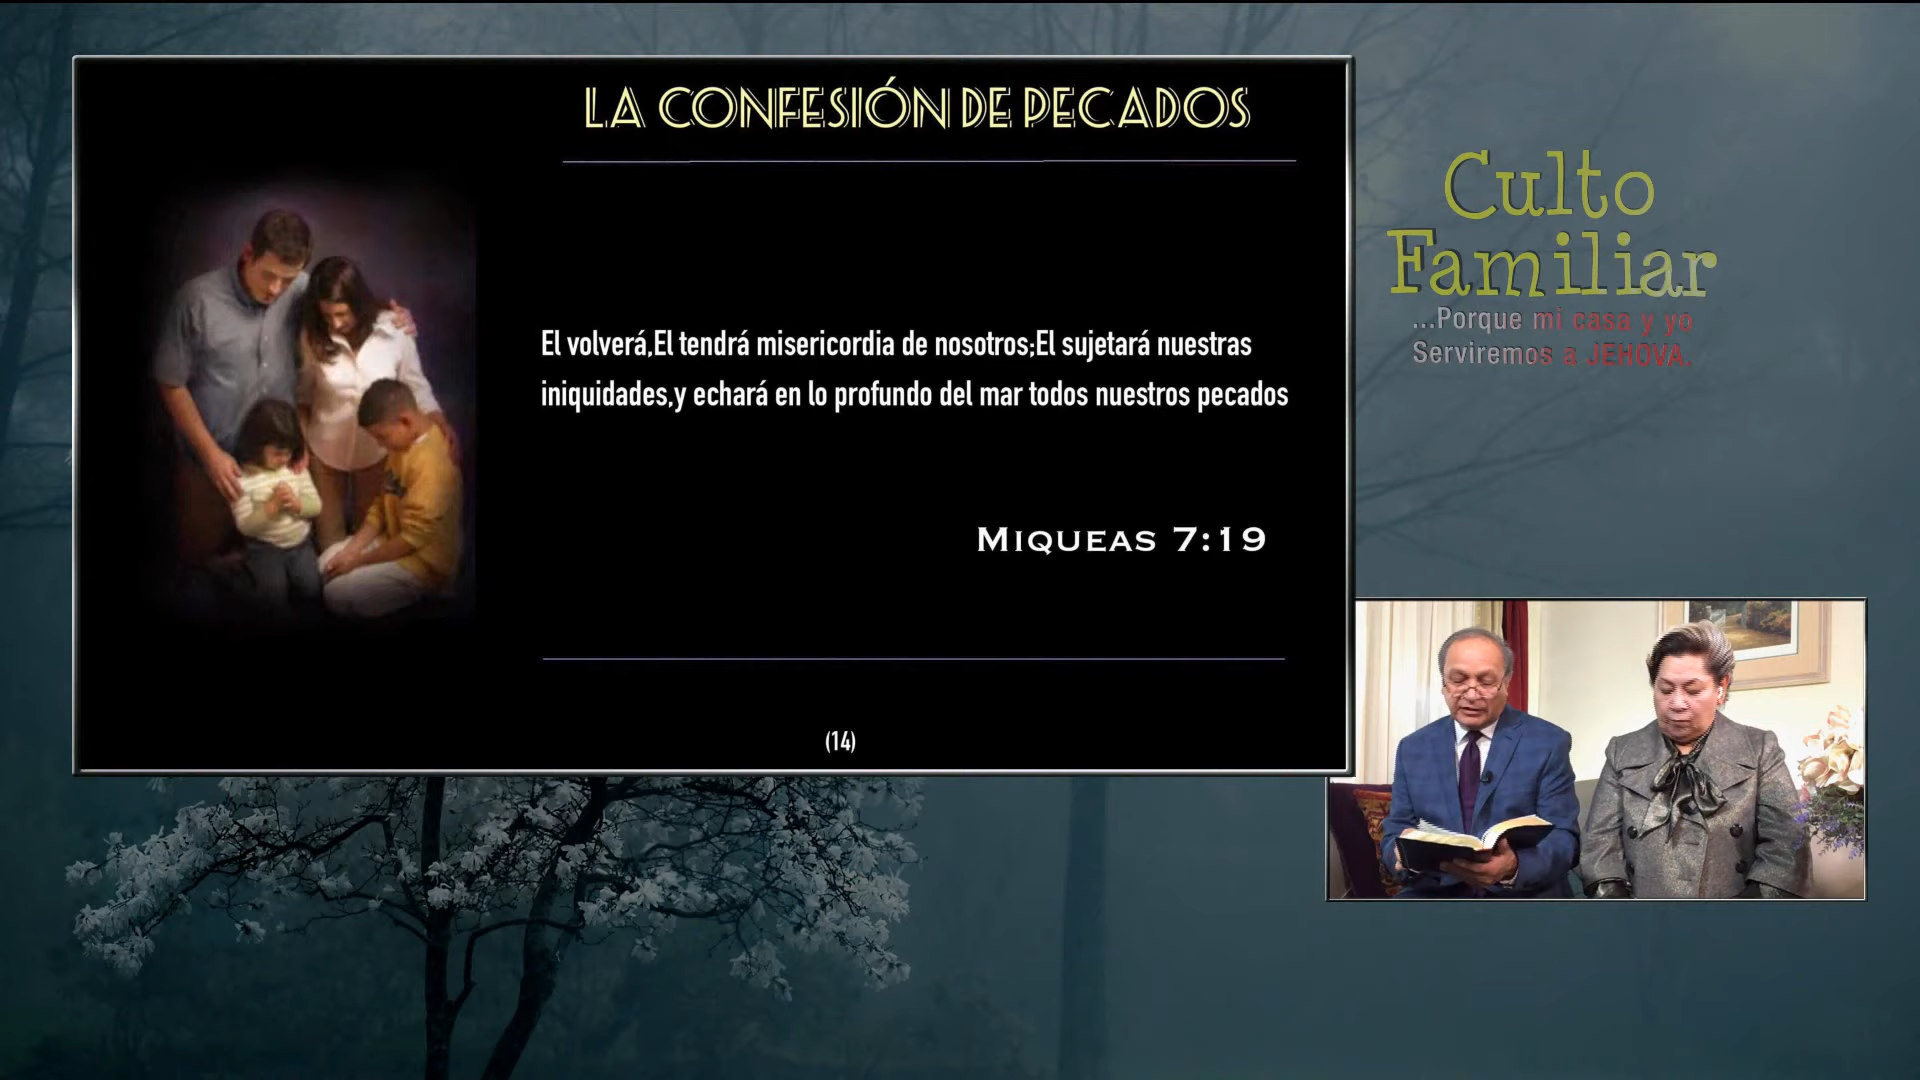 LA CONFESIÓN DE PECADOS
El volverá,El tendrá misericordia de nosotros;El sujetará nuestras
iniquidades,y echará en lo profundo del mar todos nuestros pecados
MIQUEAS 7:19
(14)
Culto
Familiar
...Porque mi casa y yo
Serviremos a JEHOVA.